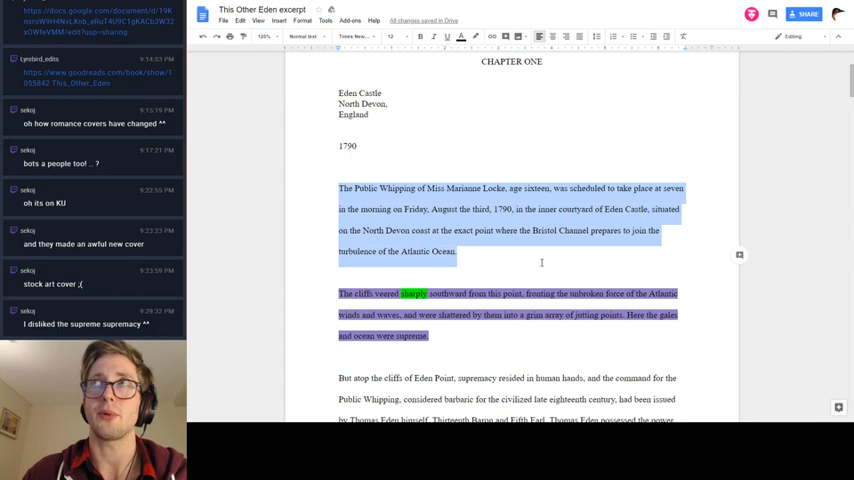 https://docs.google.com/document/d/19K
nsroW9H4NvLXnb_eRuT4U9C1gKACb3W32
xOwIfeVMM/edit?usp=sharing
Lyrebird_edits
9:14:03 PM
https://www.goodreads.com/book/show/1
055842.This_Other_Eden
sekoj
9:15:19 PM
oh how romance covers have changed ^^
sekoj
9:17:21 PM
bots a people too! .. ?
sekoj
9:22:55 PM
oh its on KU
sekoj
9:23:23 PM
and they made an awful new cover
sekoj
9:23:59 PM
stock art cover ;(
sekoj
9:29:32 PM
I disliked the supreme supremacy ^^
This Other Eden excerpt
File Edit View Insert Format Tools Add-ons Help All changes saved in Drive
SHARE
125% Normal text Times New... 12 Editing
CHAPTER ONE
Eden Castle
North Devon,
England
1790
The Public Whipping of Miss Marianne Locke, age sixteen, was scheduled to take place at seven
in the morning on Friday, August the third, 1790, in the inner courtyard of Eden Castle, situated
on the North Devon coast at the exact point where the Bristol Channel prepares to join the
turbulence of the Atlantic Ocean.
The cliffs veered sharply southward from this point, fronting the unbroken force of the Atlantic
winds and waves, and were shattered by them into a grim array of jutting points. Here the gales
and ocean were supreme.
But atop the cliffs of Eden Point, supremacy resided in human hands, and the command for the
Public Whipping, considered barbaric for the civilized late eighteenth century, had been issued
by Thomas Eden himself, Thirteenth Baron and Fifth Earl. Thomas Eden possessed the power